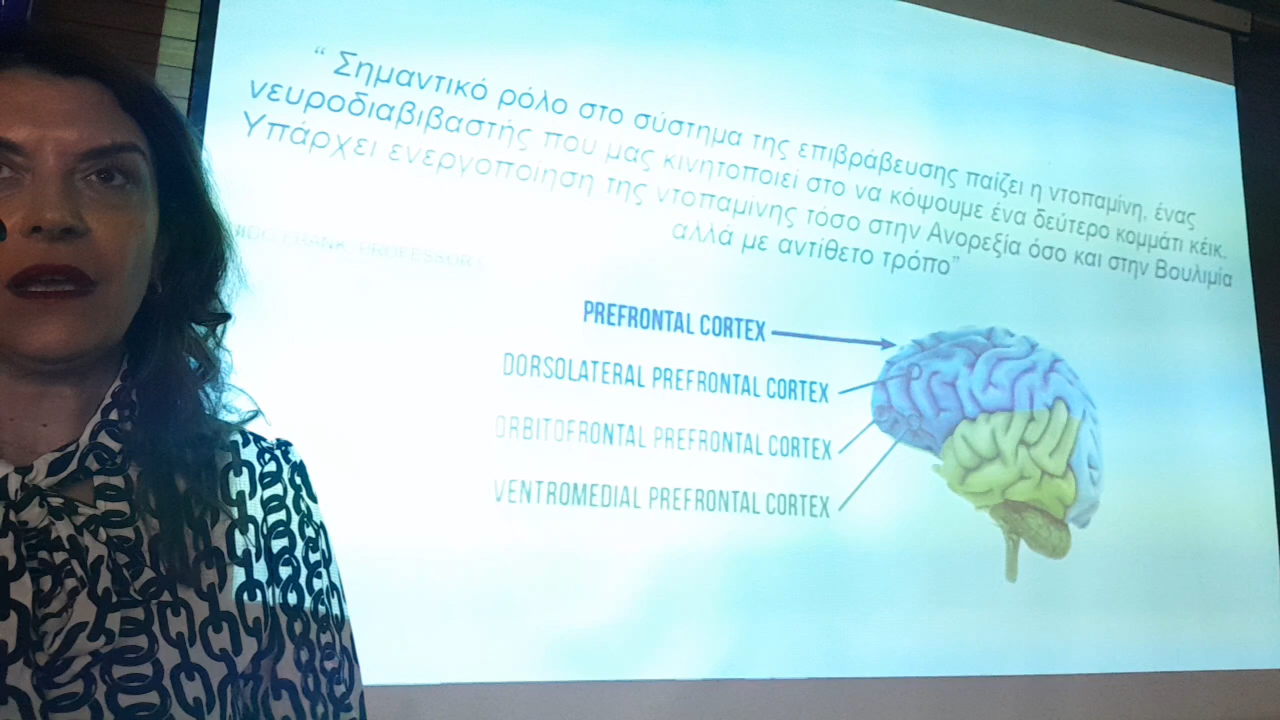 “ Σημαντικό ρόλο στο σύστημα της επιβράβευσης παίζει η ντοπαμίνη, ένας
νευροδιαβιβαστής που μας κινητοποιεί στο να κόψουμε ένα δεύτερο κομμάτι κέικ.
Υπάρχει ενεργοποίηση της ντοπαμίνης τόσο στην Ανορεξία όσο και στην Βουλιμία
αλλά με αντίθετο τρόπο”
FRANK, PROFESSOR
PREFRONTAL CORTEX
DORSOLATERAL PREFRONTAL CORTEX
ORBITOFRONTAL PREFRONTAL CORTEX
VENTROMEDIAL PREFRONTAL CORTEX